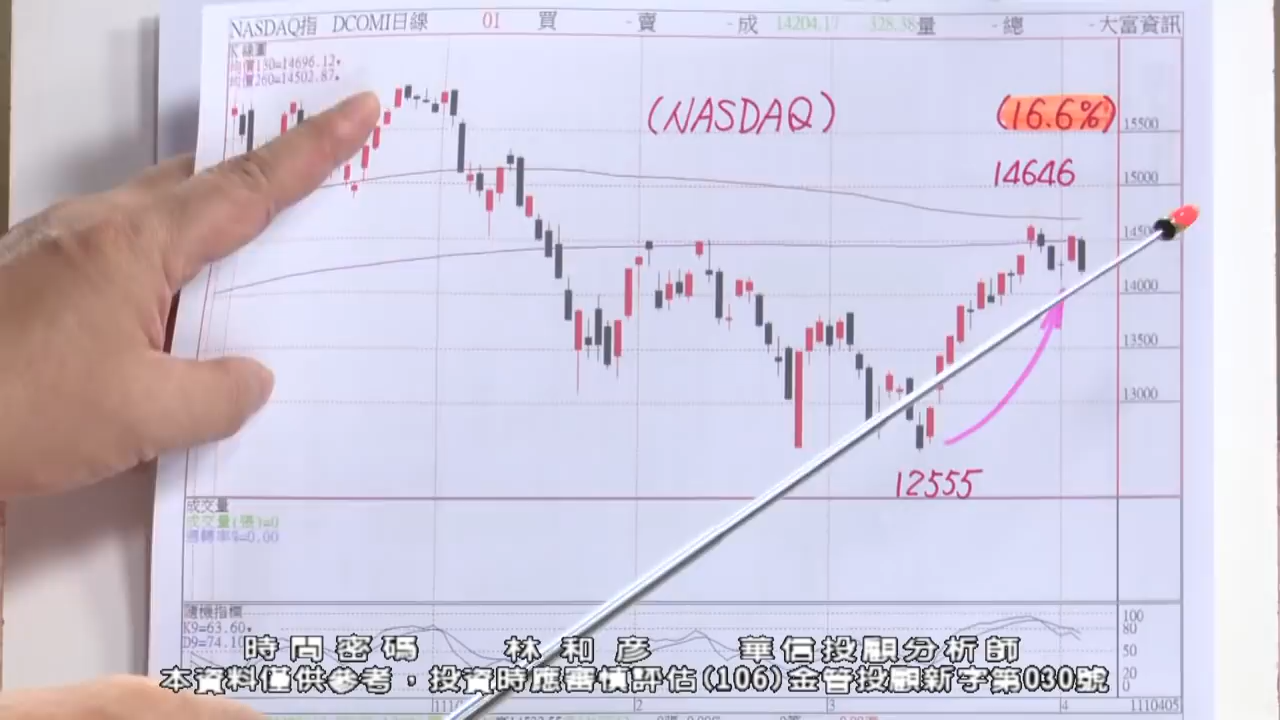 NASDAQ指 DCOMI日線 01 買 - 賣 - 成 14204.17 328.38 量 - 總 - 大富資訊
K線圖
均價130=14696.12
均價260=14502.87
(NASDAQ) (16.6%)
15500
14646
15000
14500
14000
13500
13000
12555
成交量
成交量(張)=0
週轉率%=0.00
隨機指標
K9=63.60
D9=74.10
100
80
50
20
0
時間密碼 林和彥 華信投顧分析師
本資料僅供參考，投資時應審慎評估(106)金管投顧新字第030號
1110 2 3 4 1110405